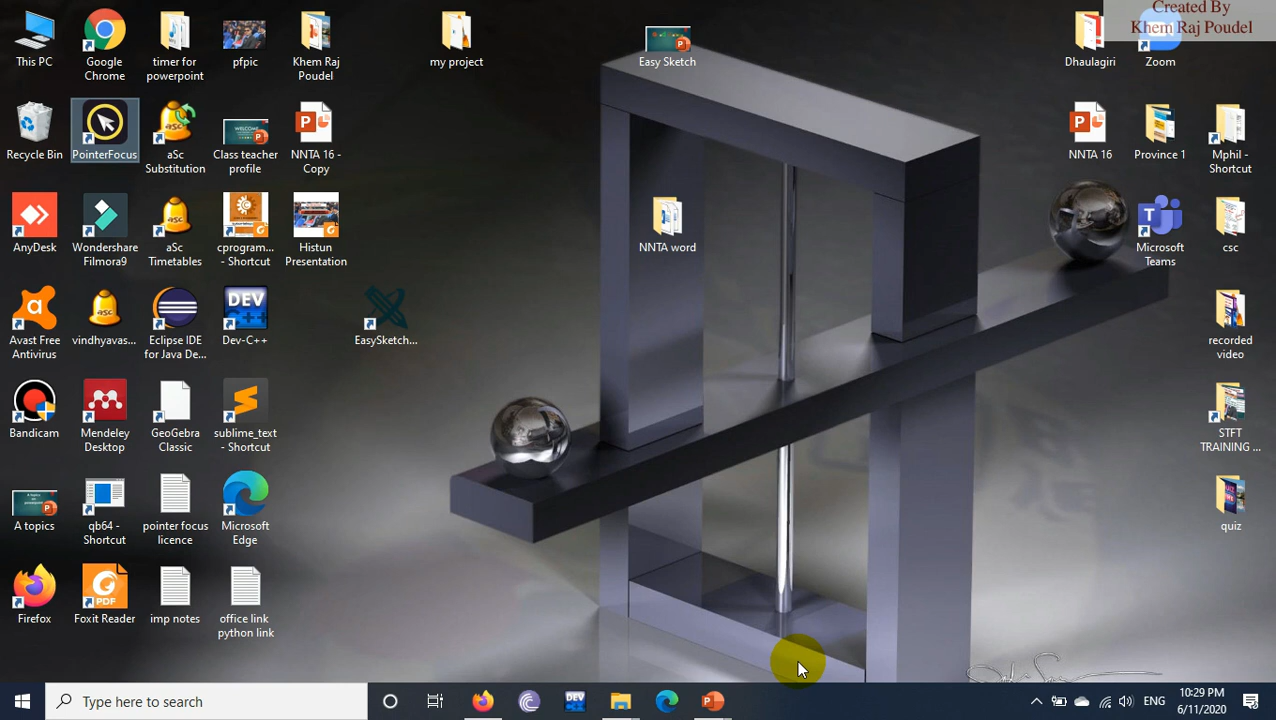 Created By
Khem Raj Poudel
This PC
Google
Chrome
timer for
powerpoint
pfpic
Khem Raj
Poudel
my project
Easy Sketch
Dhaulagiri
Zoom
Recycle Bin
PointerFocus
aSc
Substitution
Class teacher
profile
NNTA 16 -
Copy
NNTA 16
Province 1
Mphil -
Shortcut
AnyDesk
Wondershare
Filmora9
aSc
Timetables
cprogram...
- Shortcut
Histun
Presentation
NNTA word
Microsoft
Teams
csc
Avast Free
Antivirus
vindhyavas...
Eclipse IDE
for Java De...
DEV
Dev-C++
EasySketch...
recorded
video
Bandicam
Mendeley
Desktop
GeoGebra
Classic
sublime_text
- Shortcut
STFT
TRAINING ...
A topics
qb64 -
Shortcut
pointer focus
licence
Microsoft
Edge
quiz
Firefox
PDF
Foxit Reader
imp notes
office link
python link
Type here to search
DEV
ENG
10:29 PM
6/11/2020